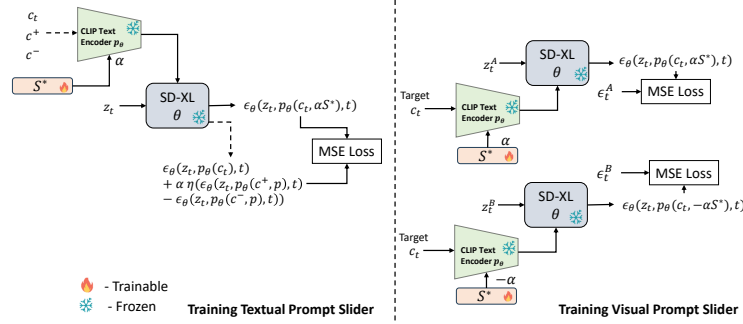 c_t
c^+
c^-
CLIP Text
Encoder p_θ
α
S*
SD-XL
θ
z_t
ϵ_θ(z_t, p_θ(c_t, αS*), t)
MSE Loss
ϵ_θ(z_t, p_θ(c_t), t)
+ α η(ϵ_θ(z_t, p_θ(c^+, p), t)
− ϵ_θ(z_t, p_θ(c^-, p), t))
- Trainable
- Frozen
Training Textual Prompt Slider
z_t^A
SD-XL
θ
ϵ_θ(z_t, p_θ(c_t, αS*), t)
ϵ_t^A
MSE Loss
Target
c_t
CLIP Text
Encoder p_θ
α
S*
ϵ_t^B
MSE Loss
z_t^B
SD-XL
θ
ϵ_θ(z_t, p_θ(c_t, −αS*), t)
Target
c_t
CLIP Text
Encoder p_θ
−α
S*
Training Visual Prompt Slider